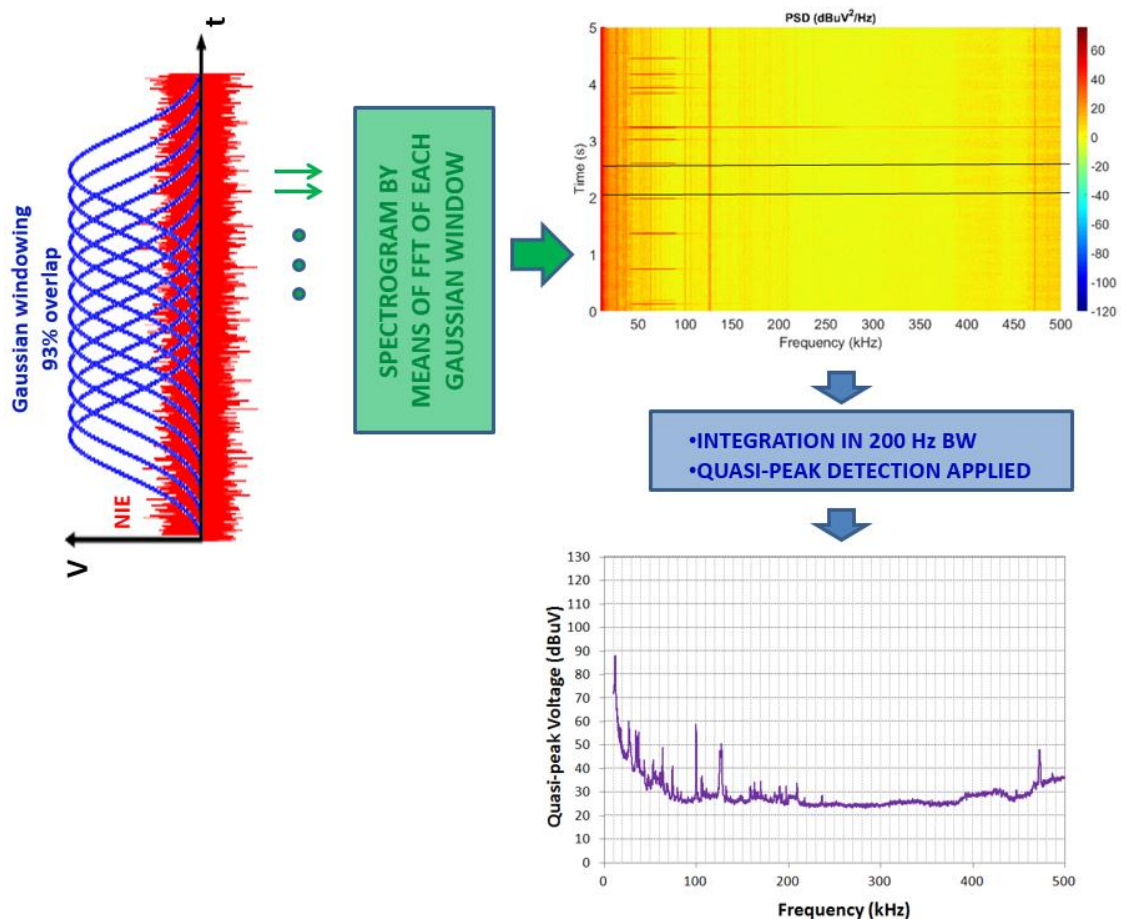 t
Gaussian windowing
93% overlap
NIE
V
SPECTROGRAM BY
MEANS OF FFT OF EACH
GAUSSIAN WINDOW
PSD (dBuV²/Hz)
Time (s)
5
4
3
2
1
0
50 100 150 200 250 300 350 400 450 500
Frequency (kHz)
60
40
20
0
-20
-40
-60
-80
-100
-120
•INTEGRATION IN 200 Hz BW
•QUASI-PEAK DETECTION APPLIED
Quasi-peak Voltage (dBuV)
130
120
110
100
90
80
70
60
50
40
30
20
10
0
0 100 200 300 400 500
Frequency (kHz)